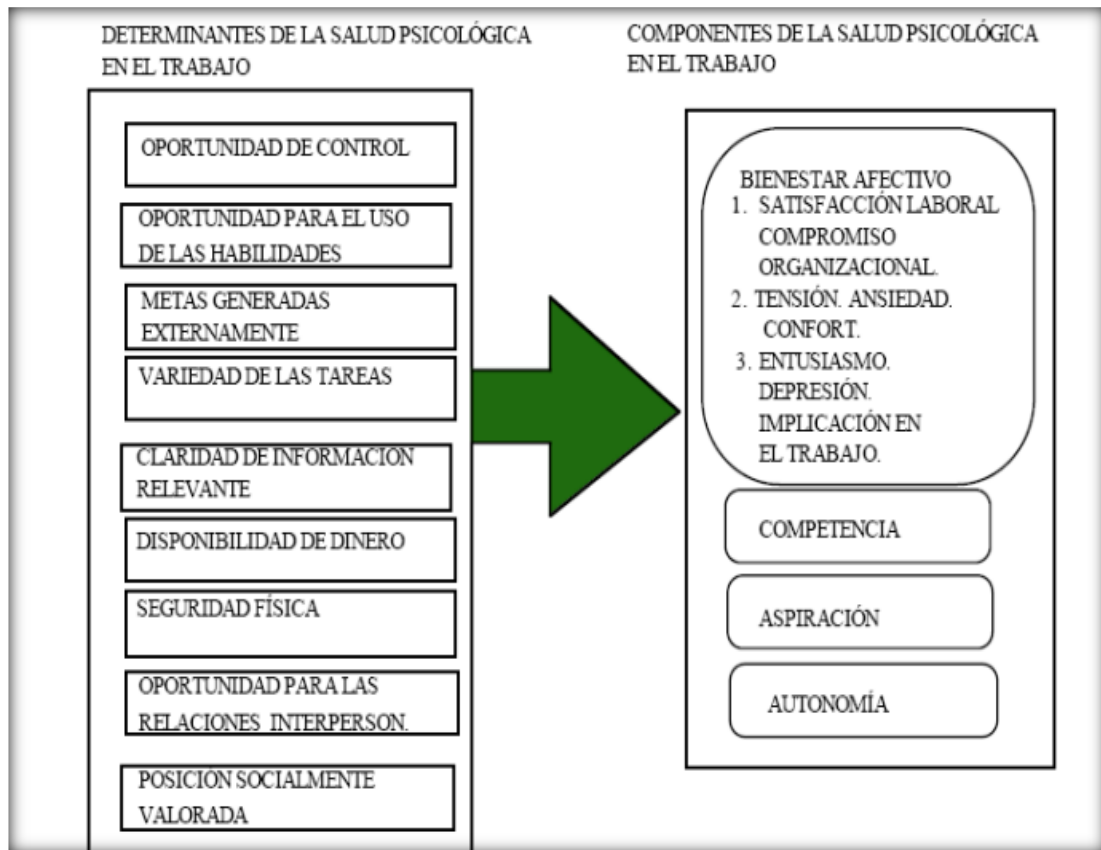 DETERMINANTES DE LA SALUD PSICOLÓGICA
EN EL TRABAJO
OPORTUNIDAD DE CONTROL
OPORTUNIDAD PARA EL USO
DE LAS HABILIDADES
METAS GENERADAS
EXTERNAMENTE
VARIEDAD DE LAS TAREAS
CLARIDAD DE INFORMACION
RELEVANTE
DISPONIBILIDAD DE DINERO
SEGURIDAD FÍSICA
OPORTUNIDAD PARA LAS
RELACIONES INTERPERSON.
POSICIÓN SOCIALMENTE
VALORADA
COMPONENTES DE LA SALUD PSICOLÓGICA
EN EL TRABAJO
BIENESTAR AFECTIVO
1. SATISFACCIÓN LABORAL
COMPROMISO
ORGANIZACIONAL.
2. TENSIÓN. ANSIEDAD.
CONFORT.
3. ENTUSIASMO.
DEPRESIÓN.
IMPLICACIÓN EN
EL TRABAJO.
COMPETENCIA
ASPIRACIÓN
AUTONOMÍA